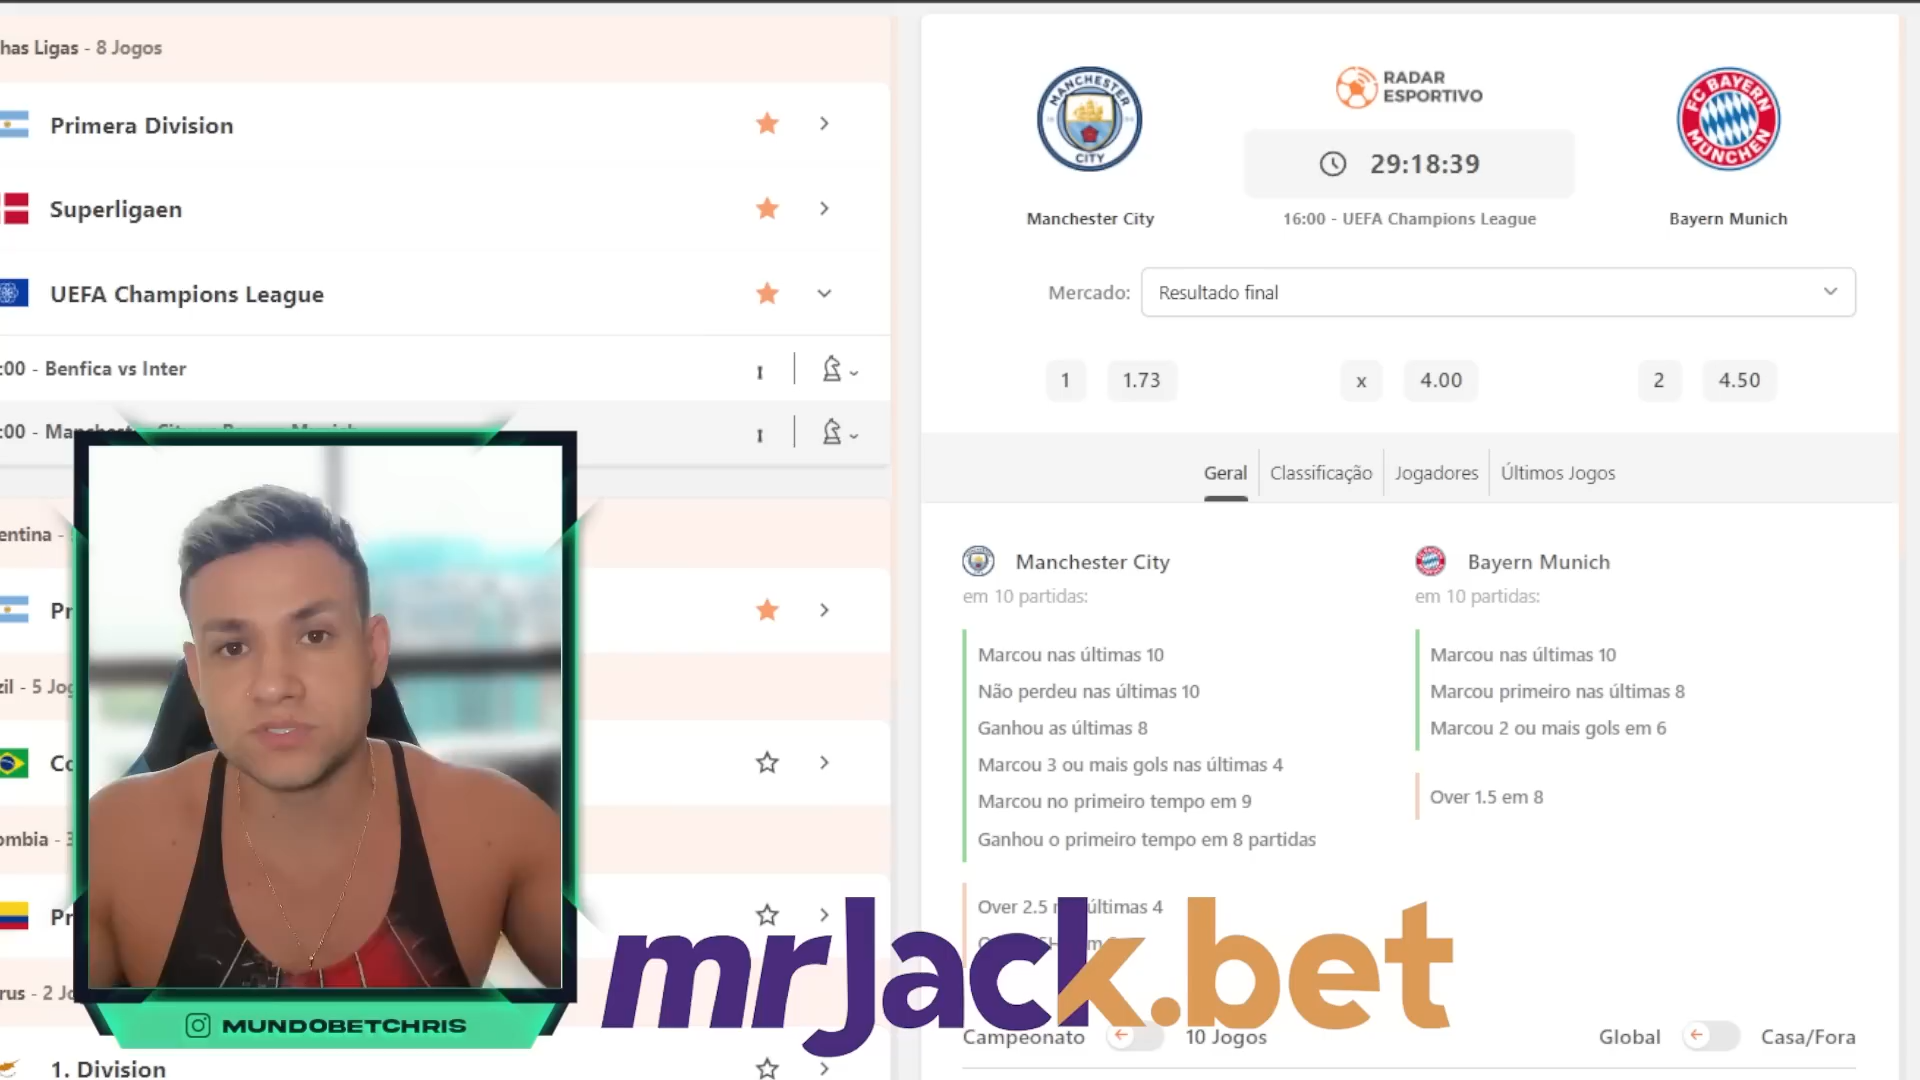 has Ligas - 8 Jogos
Primera Division
Superligaen
UEFA Champions League
:00 - Benfica vs Inter
:00 -
entina -
Pr
zil - 5 Jog
Co
ombia - 3
Pr
rus - 2 Jo
1. Division
MUNDOBETCHRIS
MANCHESTER
CITY
RADAR
ESPORTIVO
FC BAYERN
MÜNCHEN
29:18:39
Manchester City
16:00 - UEFA Champions League
Bayern Munich
Mercado: Resultado final
1 1.73 x 4.00 2 4.50
Geral Classificação Jogadores Últimos Jogos
Manchester City
em 10 partidas:
Marcou nas últimas 10
Não perdeu nas últimas 10
Ganhou as últimas 8
Marcou 3 ou mais gols nas últimas 4
Marcou no primeiro tempo em 9
Ganhou o primeiro tempo em 8 partidas
Over 2.5 últimas 4
Bayern Munich
em 10 partidas:
Marcou nas últimas 10
Marcou primeiro nas últimas 8
Marcou 2 ou mais gols em 6
Over 1.5 em 8
mrJack.bet
Campeonato 10 Jogos Global Casa/Fora